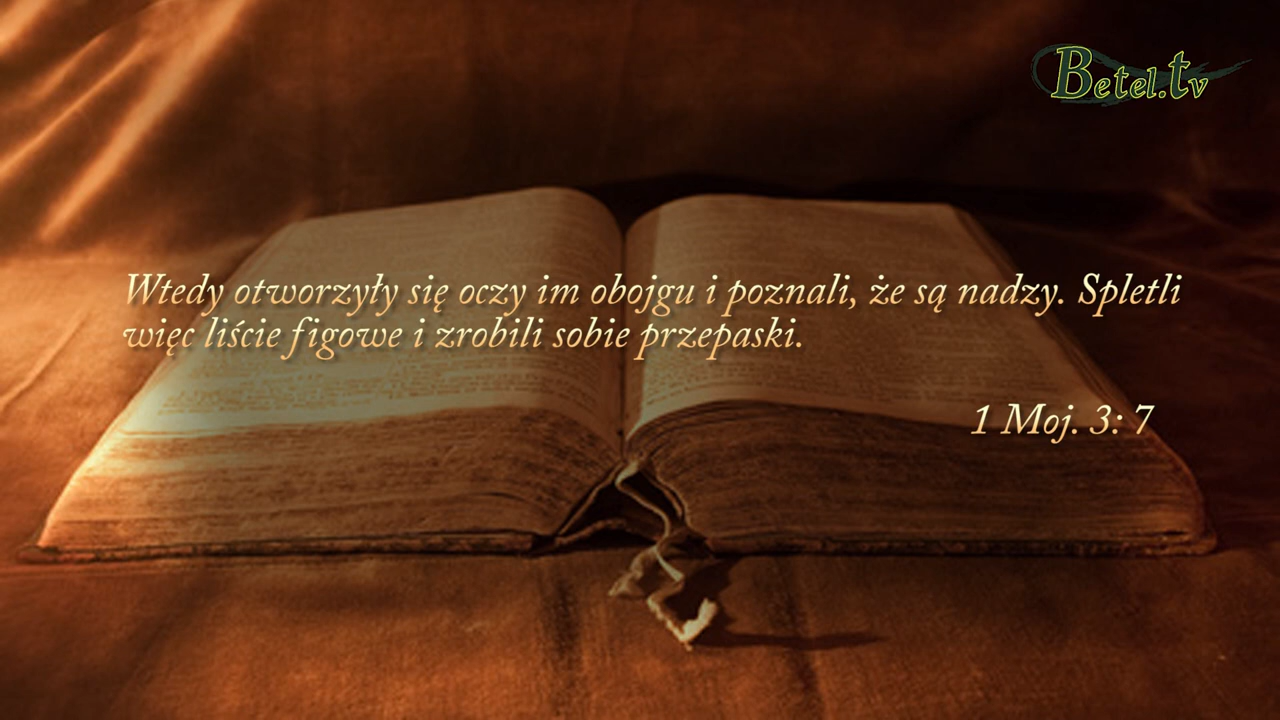 Betel.tv
Wtedy otworzyły się oczy im obojgu i poznali, że są nadzy. Spletli
więc liście figowe i zrobili sobie przepaski.
1 Moj. 3: 7